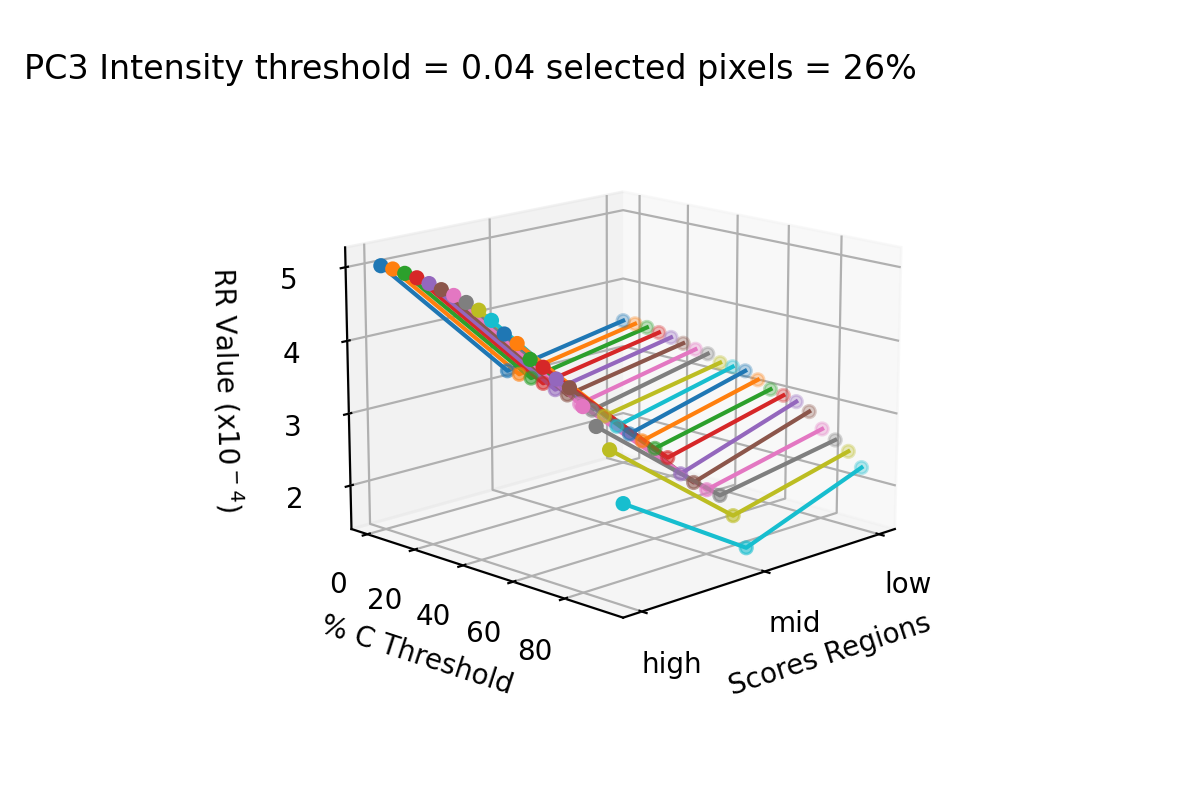 PC3 Intensity threshold = 0.04 selected pixels = 26%
5
4
3
2
RR Value (x10⁻⁴)
0
20
40
60
80
% C Threshold
high
mid
low
Scores Regions